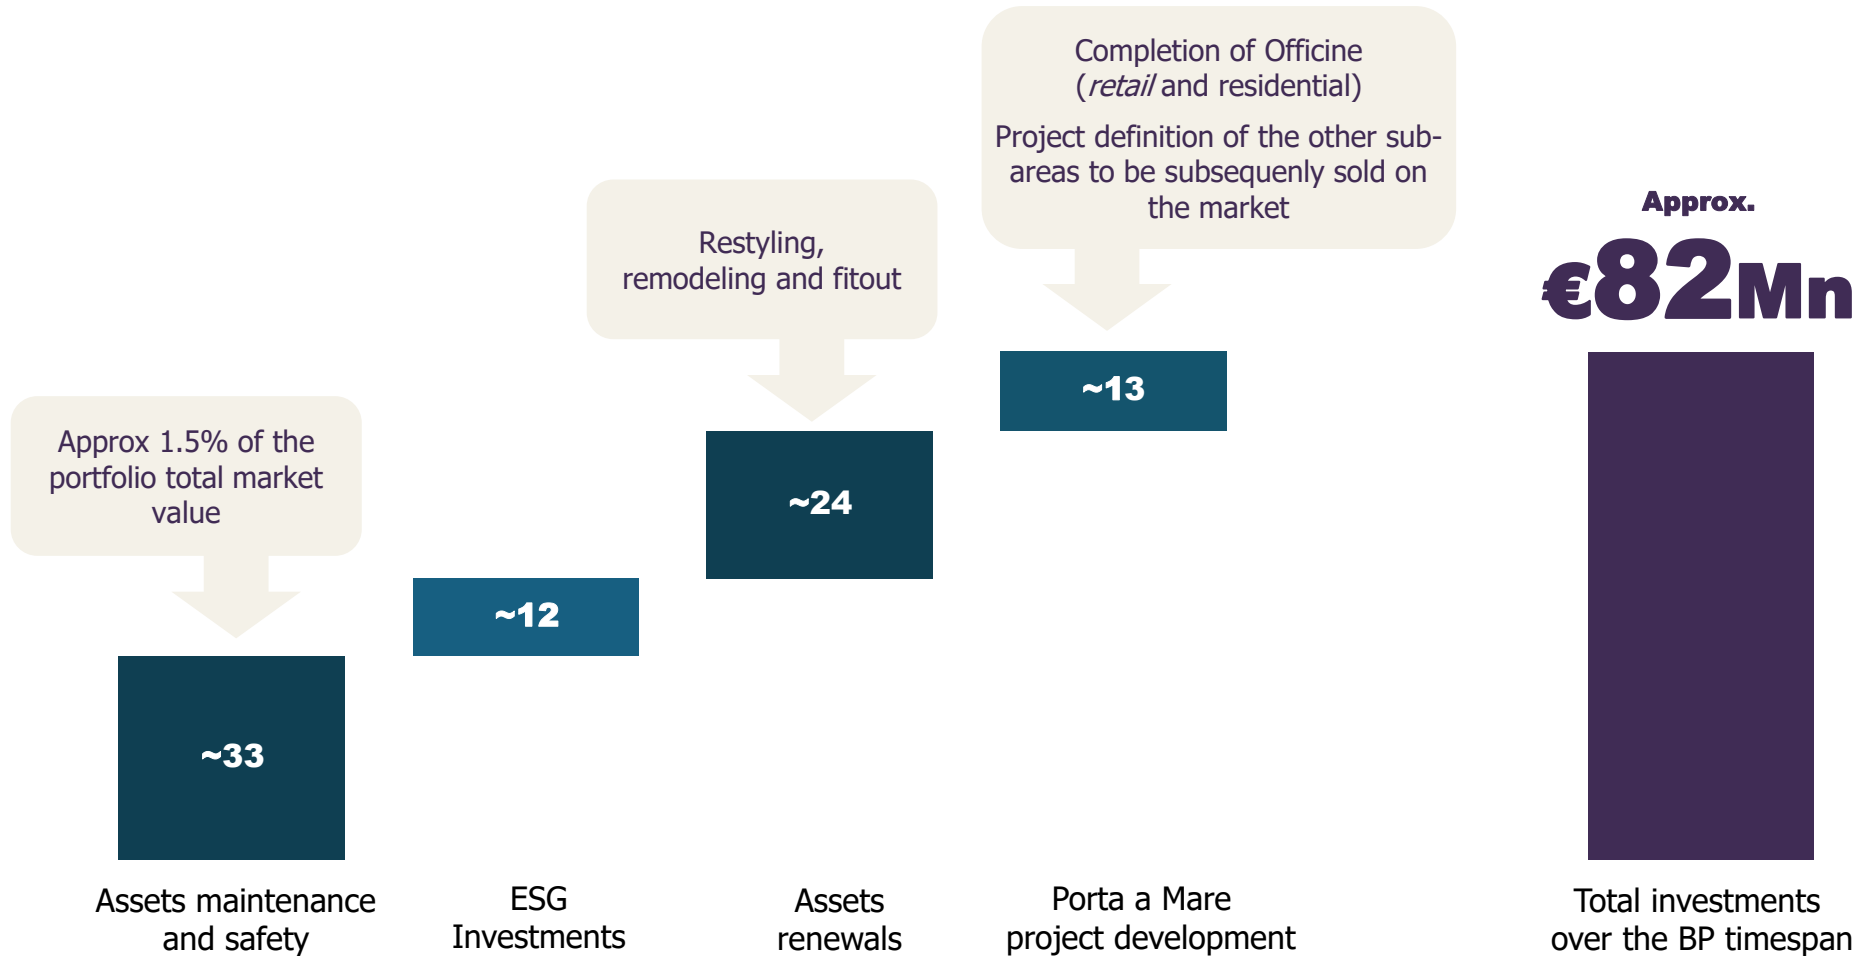 Completion of Officine
(retail and residential)
Project definition of the other sub-
areas to be subsequenly sold on
the market
Approx.
€82Mn
Restyling,
remodeling and fitout
~13
Approx 1.5% of the
portfolio total market
value
~24
~12
~33
Assets maintenance
and safety
ESG
Investments
Assets
renewals
Porta a Mare
project development
Total investments
over the BP timespan